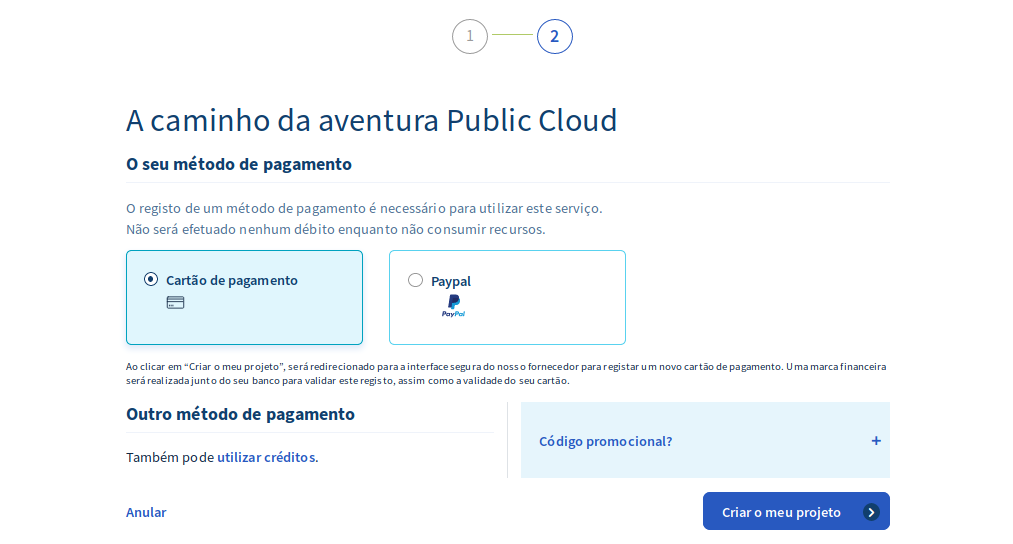 1
2
A caminho da aventura Public Cloud
O seu método de pagamento
O registo de um método de pagamento é necessário para utilizar este serviço.
Não será efetuado nenhum débito enquanto não consumir recursos.
Cartão de pagamento
Paypal
PayPal
Ao clicar em “Criar o meu projeto”, será redirecionado para a interface segura do nosso fornecedor para registar um novo cartão de pagamento. Uma marca financeira
será realizada junto do seu banco para validar este registo, assim como a validade do seu cartão.
Outro método de pagamento
Também pode utilizar créditos.
Código promocional?
+
Anular
Criar o meu projeto